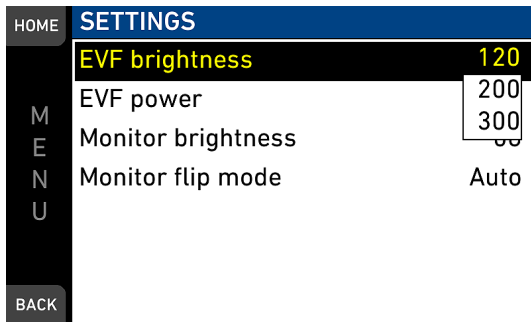 HOME
SETTINGS
EVF brightness 120
EVF power 200
300
Monitor brightness
Monitor flip mode Auto
MENU
BACK